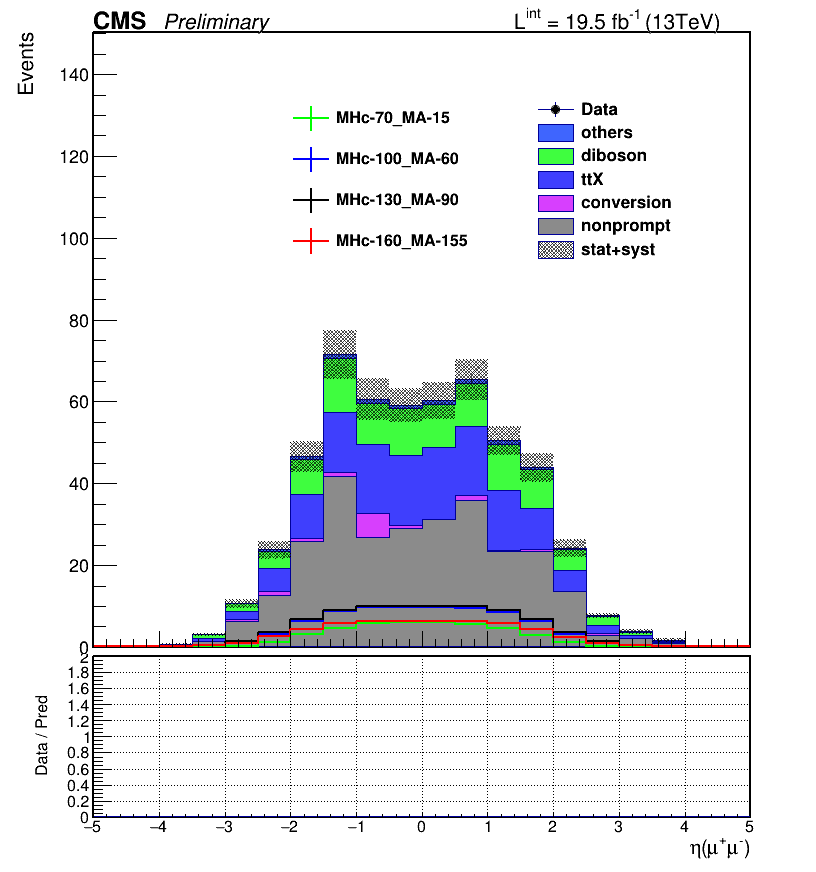 CMS Preliminary
L^int = 19.5 fb^-1 (13TeV)
Events
140
120
100
80
60
40
20
0
MHc-70_MA-15
MHc-100_MA-60
MHc-130_MA-90
MHc-160_MA-155
Data
others
diboson
ttX
conversion
nonprompt
stat+syst
Data / Pred
2
1.8
1.6
1.4
1.2
1
0.8
0.6
0.4
0.2
0
−5 −4 −3 −2 −1 0 1 2 3 4 5
η(μ⁺μ⁻)